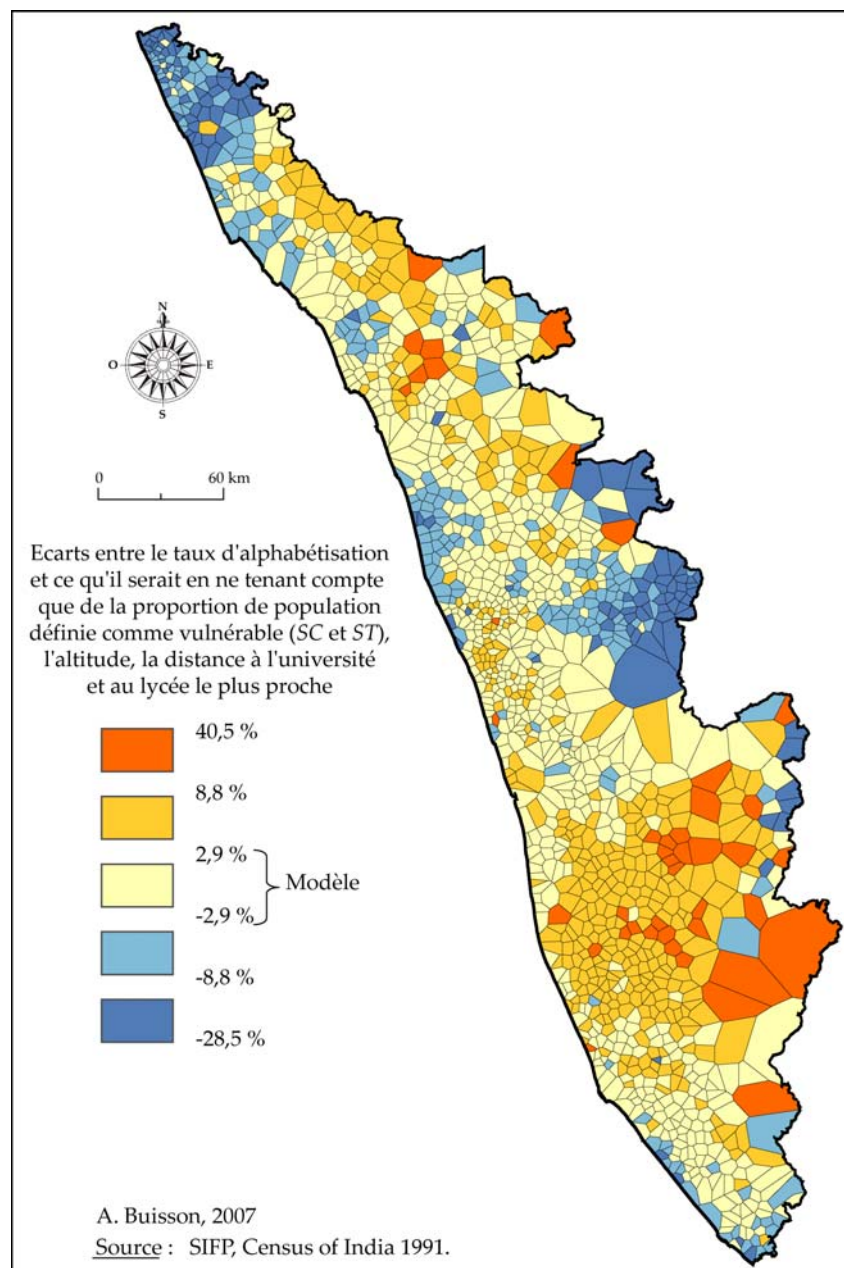 N
O
E
S
0
60 km
Ecarts entre le taux d'alphabétisation
et ce qu'il serait en ne tenant compte
que de la proportion de population
définie comme vulnérable (SC et ST),
l'altitude, la distance à l'université
et au lycée le plus proche
40,5 %
8,8 %
2,9 %
Modèle
-2,9 %
-8,8 %
-28,5 %
A. Buisson, 2007
Source : SIFP, Census of India 1991.